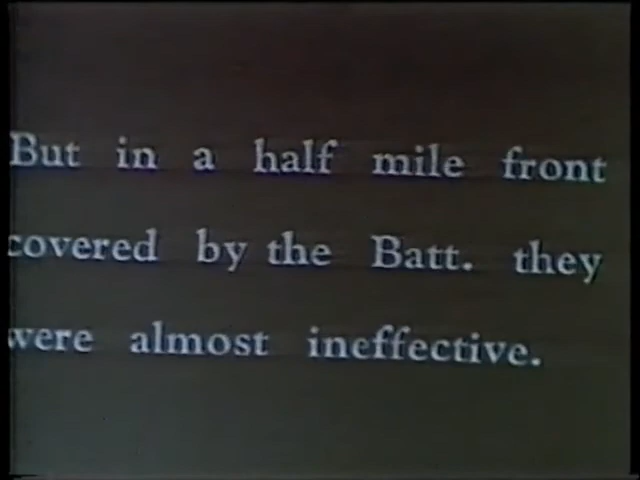 But in a half mile front
covered by the Batt. they
were almost ineffective.